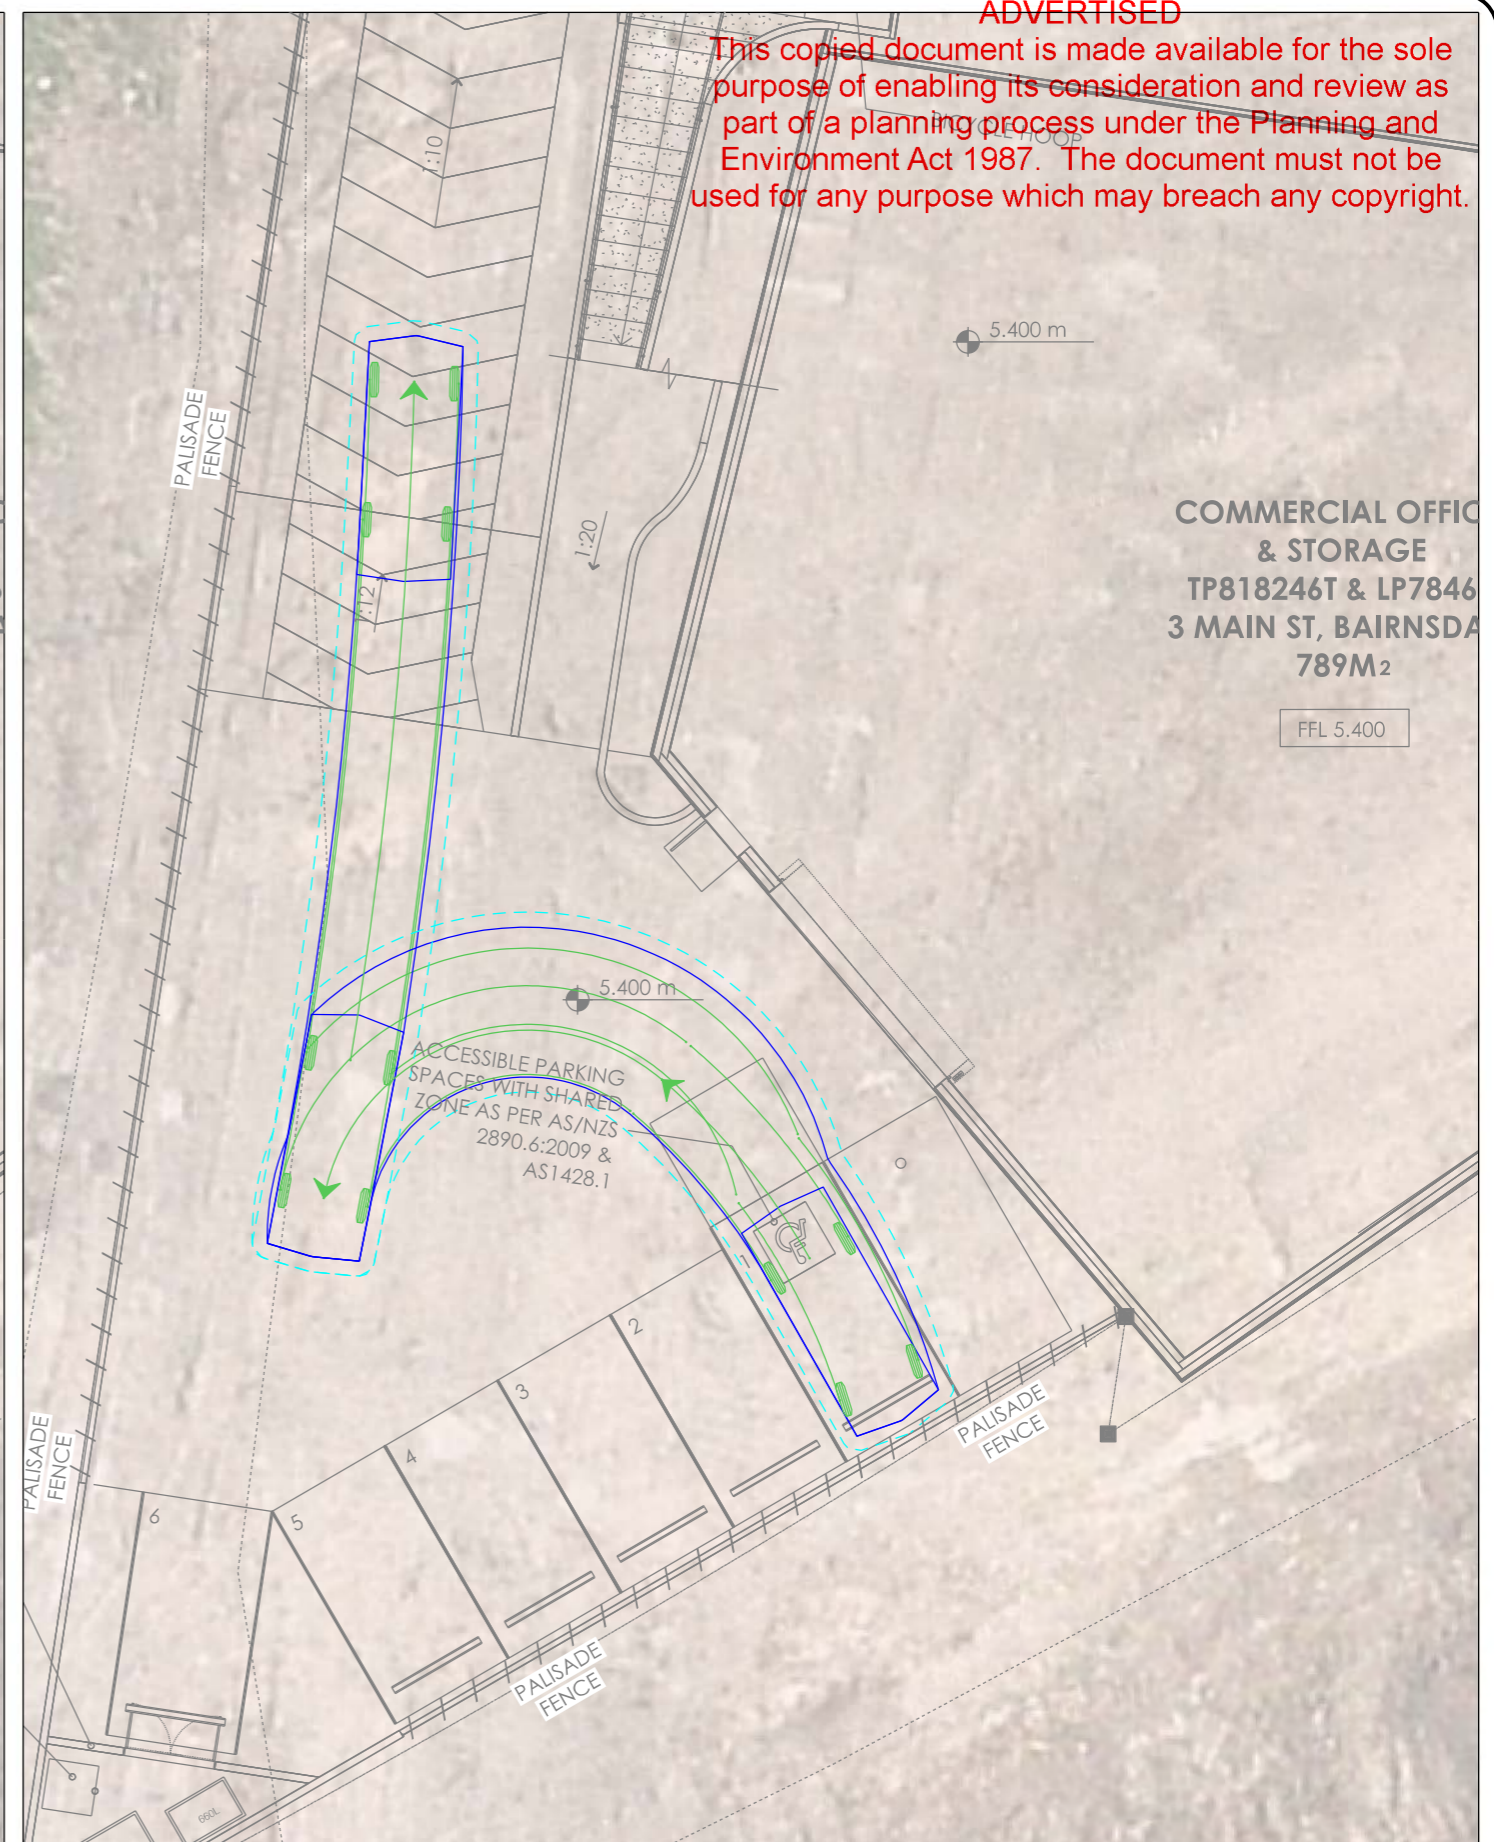 ADVERTISED
This copied document is made available for the sole
purpose of enabling its consideration and review as
part of a planning process under the Planning and
Environment Act 1987. The document must not be
used for any purpose which may breach any copyright.
BICYCLE HOOP
1:10
5.400 m
PALISADE
FENCE
1:20
COMMERCIAL OFFIC
& STORAGE
TP818246T & LP7846
3 MAIN ST, BAIRNSDA
789M2
FFL 5.400
1:12
5.400 m
ACCESSIBLE PARKING
SPACES WITH SHARED
ZONE AS PER AS/NZS
2890.6:2009 &
AS1428.1
1
2
3
4
5
6
PALISADE
FENCE
PALISADE
FENCE
PALISADE
FENCE
660L